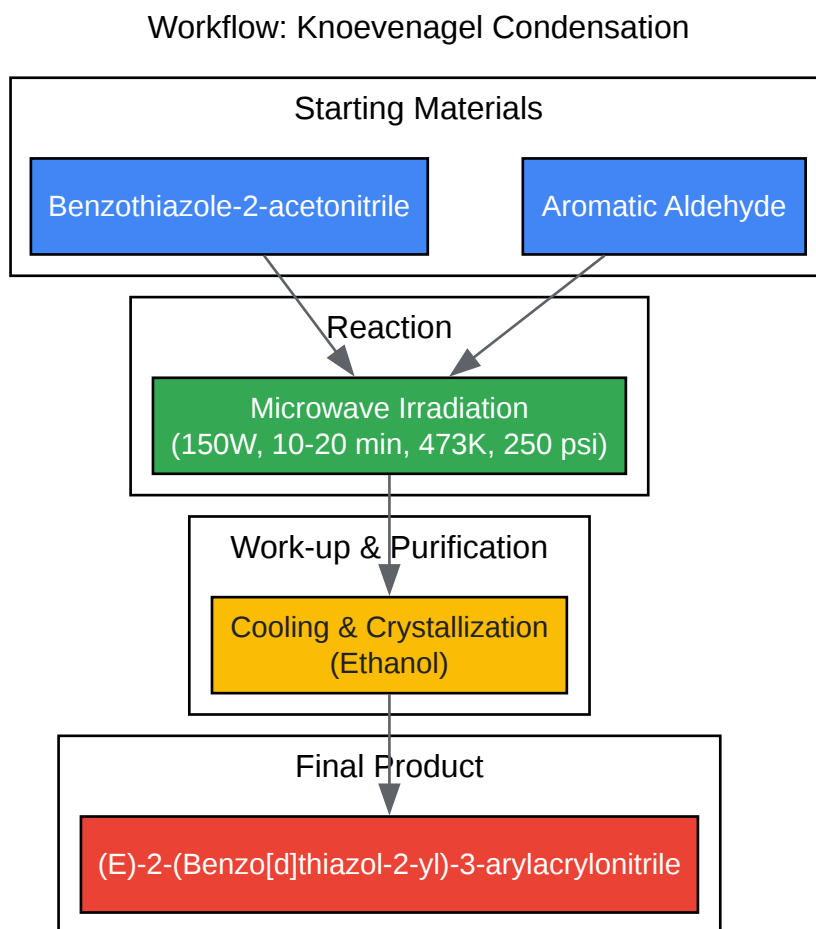 Workflow: Knoevenagel Condensation
Starting Materials
Benzothiazole-2-acetonitrile
Aromatic Aldehyde
Reaction
Microwave Irradiation
(150W, 10-20 min, 473K, 250 psi)
Work-up & Purification
Cooling & Crystallization
(Ethanol)
Final Product
(E)-2-(Benzo[d]thiazol-2-yl)-3-arylacrylonitrile